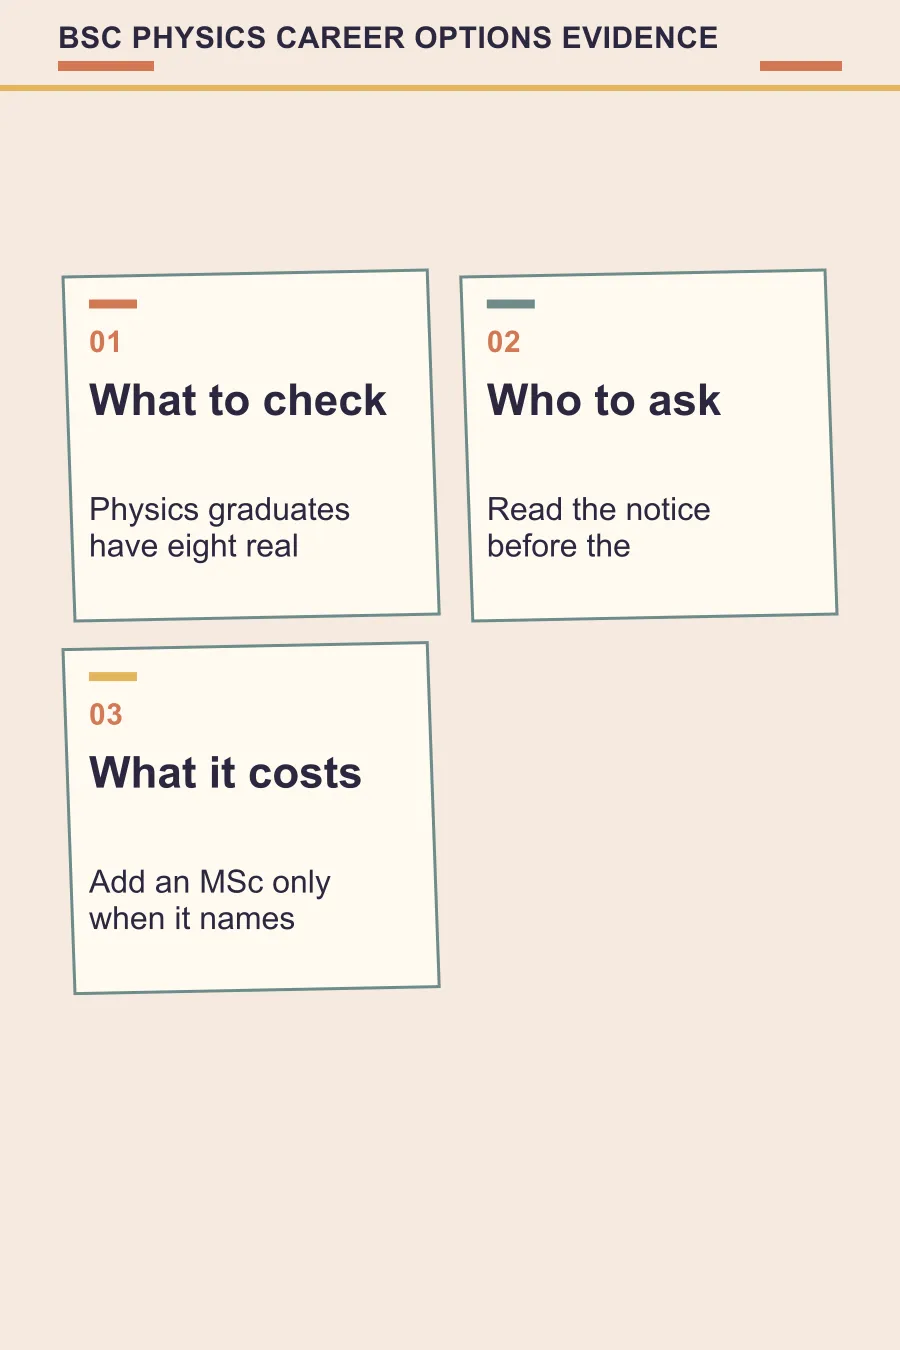 BSC PHYSICS CAREER OPTIONS EVIDENCE
01
What to check
Physics graduates
have eight real
02
Who to ask
Read the notice
before the
03
What it costs
Add an MSc only
when it names